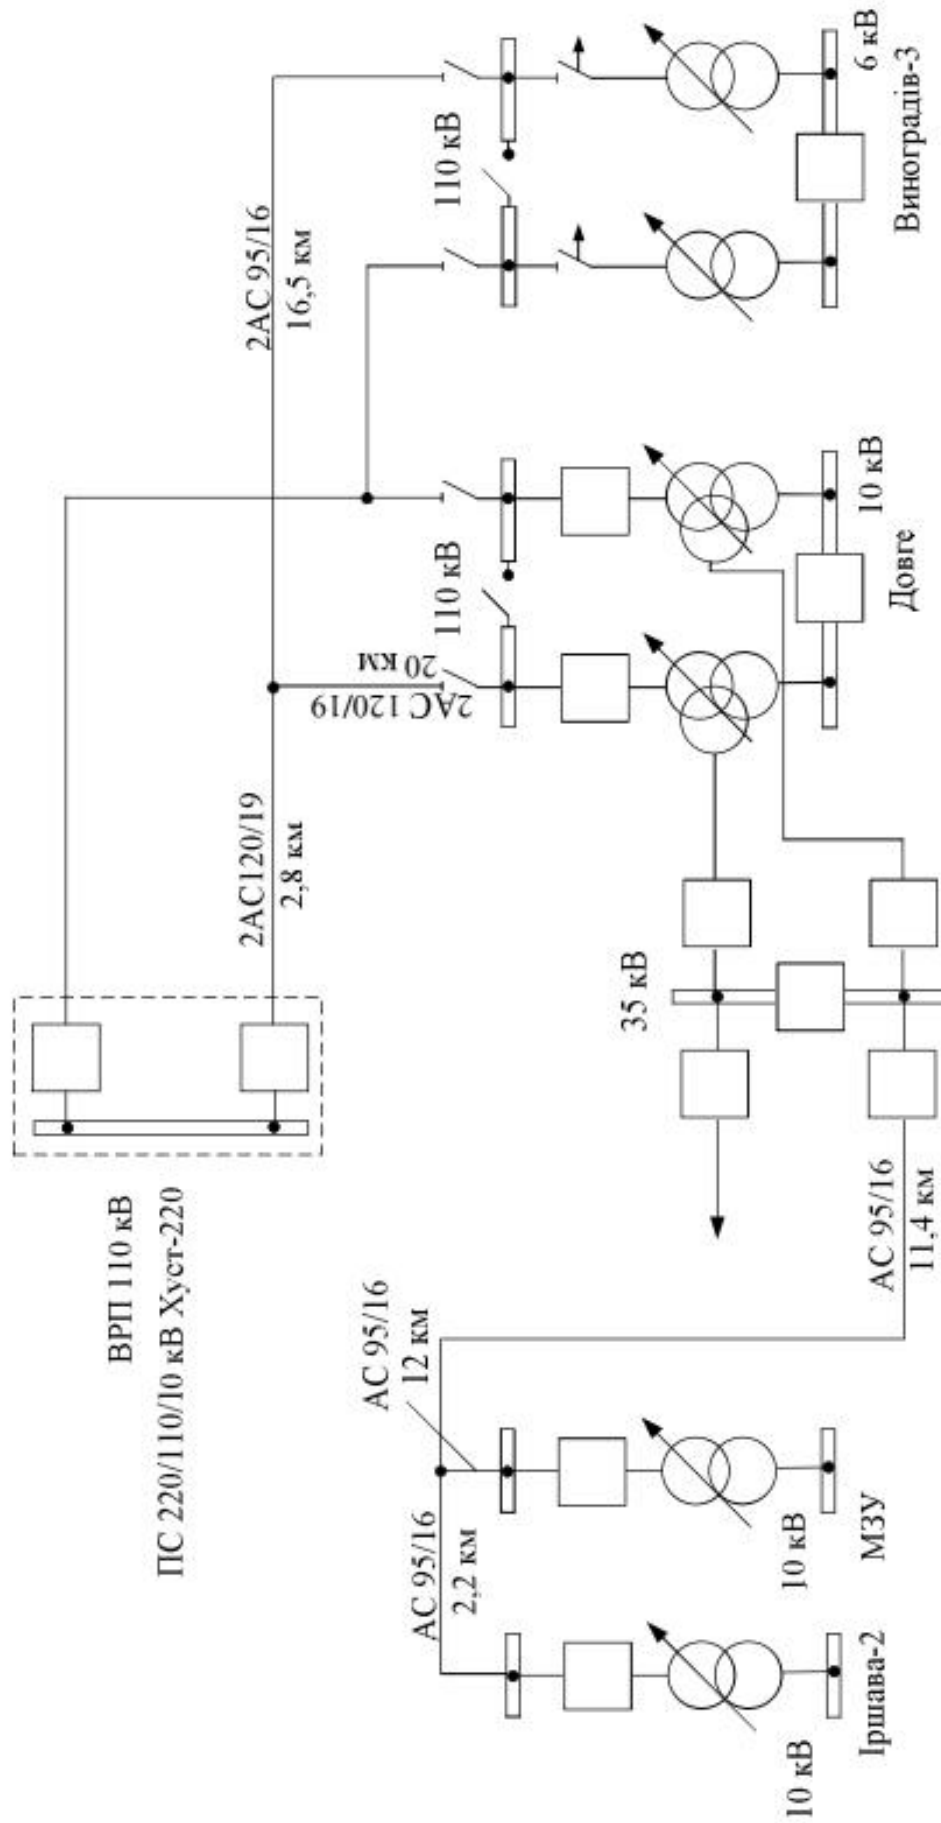 ВРП 110 кВ
ПС 220/110/10 кВ Хуст-220
2АС120/19
2,8 км
2АС 95/16
16,5 км
2АС 120/19
20 км
110 кВ
110 кВ
35 кВ
10 кВ
Довге
6 кВ
Виноградів-3
АС 95/16
12 км
АС 95/16
2,2 км
АС 95/16
11,4 км
10 кВ
Іршава-2
10 кВ
МЗУ